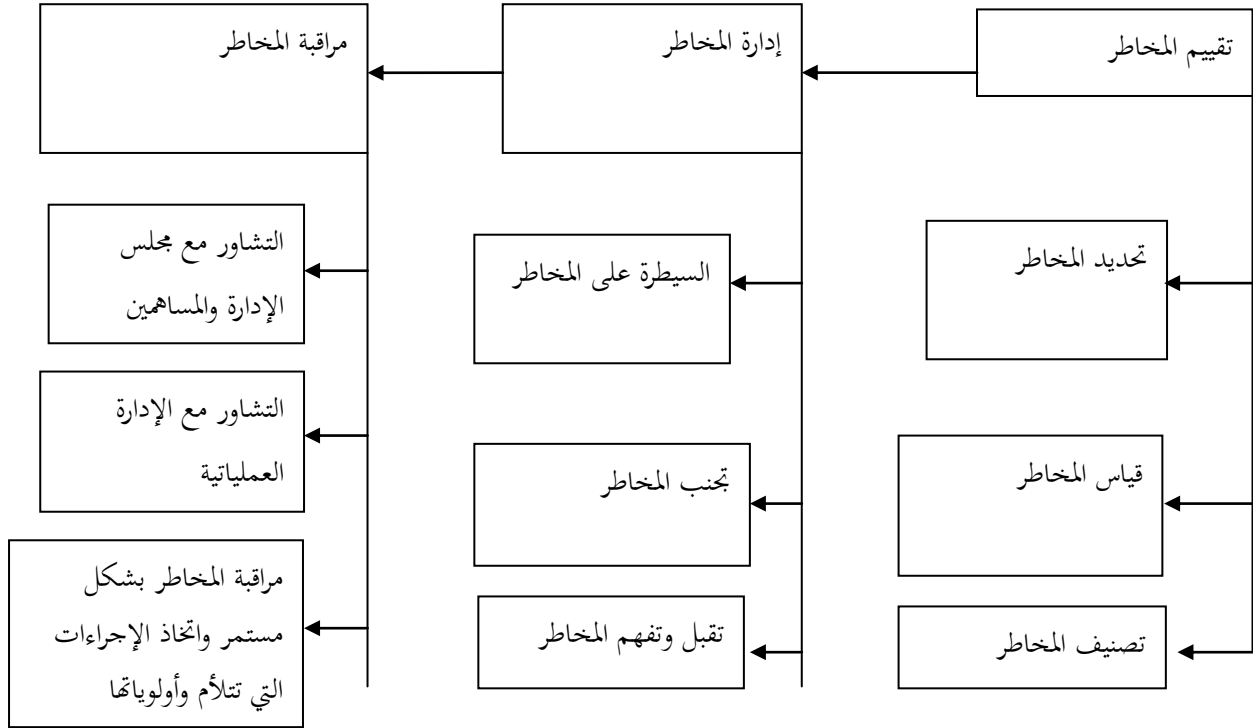 تقييم المخاطر
إدارة المخاطر
مراقبة المخاطر
تحديد المخاطر
السيطرة على المخاطر
التشاور مع مجلس
الإدارة والمساهمين
قياس المخاطر
تجنب المخاطر
التشاور مع الإدارة
العملياتية
تصنيف المخاطر
تقبل وتفهم المخاطر
مراقبة المخاطر بشكل
مستمر واتخاذ الإجراءات
التي تتلأم وأولوياتها